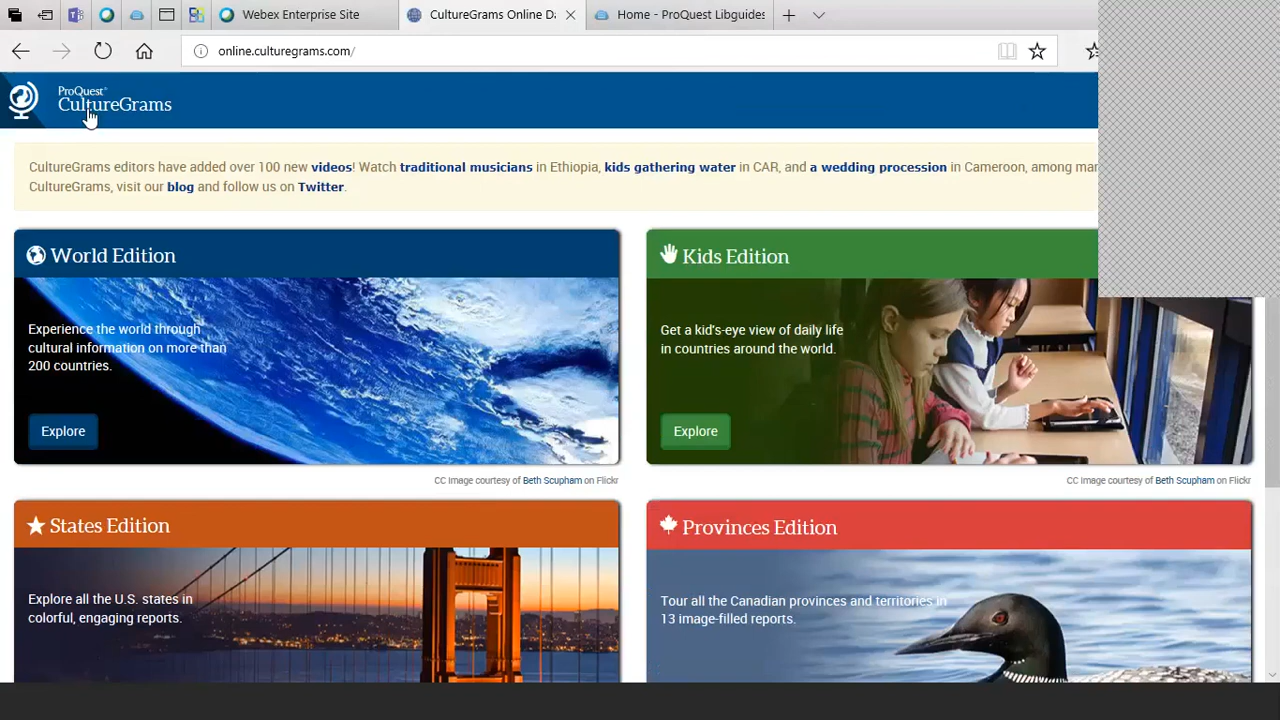 Webex Enterprise Site
CultureGrams Online Da
Home - ProQuest Libguides
online.culturegrams.com/
ProQuest
CultureGrams
CultureGrams editors have added over 100 new videos! Watch traditional musicians in Ethiopia, kids gathering water in CAR, and a wedding procession in Cameroon, among
CultureGrams, visit our blog and follow us on Twitter.
World Edition
Experience the world through
cultural information on more than
200 countries.
Explore
CC Image courtesy of Beth Scupham on Flickr
Kids Edition
Get a kid's-eye view of daily life
in countries around the world.
Explore
CC Image courtesy of Beth Scupham on Flickr
States Edition
Explore all the U.S. states in
colorful, engaging reports.
Provinces Edition
Tour all the Canadian provinces and territories in
13 image-filled reports.